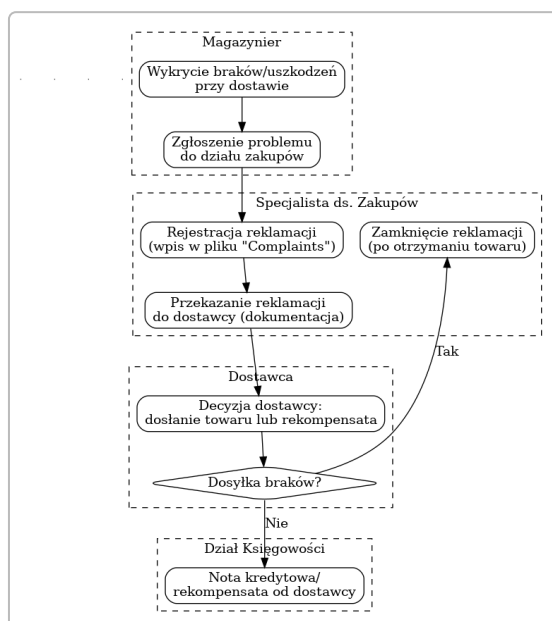 Magazynier
Wykrycie braków/uszkodzeń
przy dostawie
Zgłoszenie problemu
do działu zakupów
Specjalista ds. Zakupów
Rejestracja reklamacji
(wpis w pliku "Complaints")
Zamknięcie reklamacji
(po otrzymaniu towaru)
Przekazanie reklamacji
do dostawcy (dokumentacja)
Tak
Dostawca
Decyzja dostawcy:
dosłanie towaru lub rekompensata
Dosyłka braków?
Nie
Dział Księgowości
Nota kredytowa/
rekompensata od dostawcy